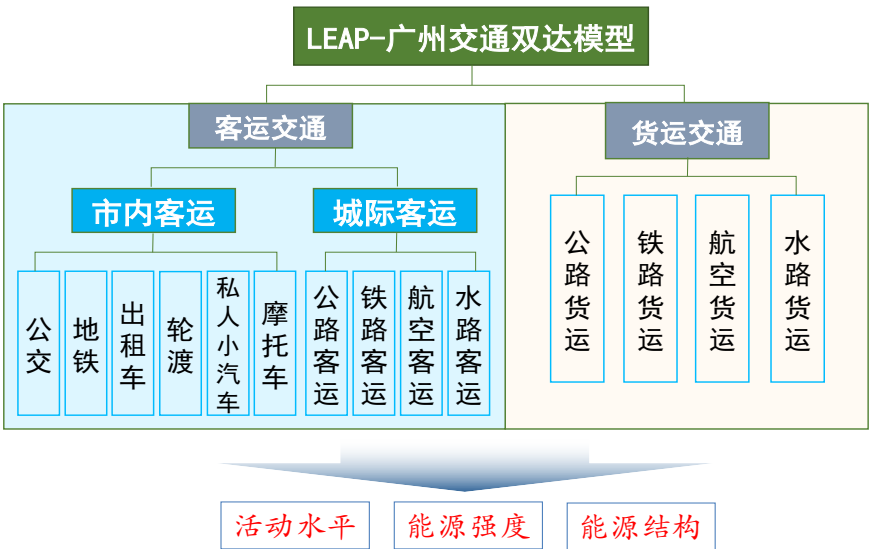 LEAP-广州交通双达模型
客运交通
货运交通
市内客运
城际客运
公交
地铁
出租车
轮渡
私人小汽车
摩托车
公路客运
铁路客运
航空客运
水路客运
公路货运
铁路货运
航空货运
水路货运
活动水平
能源强度
能源结构